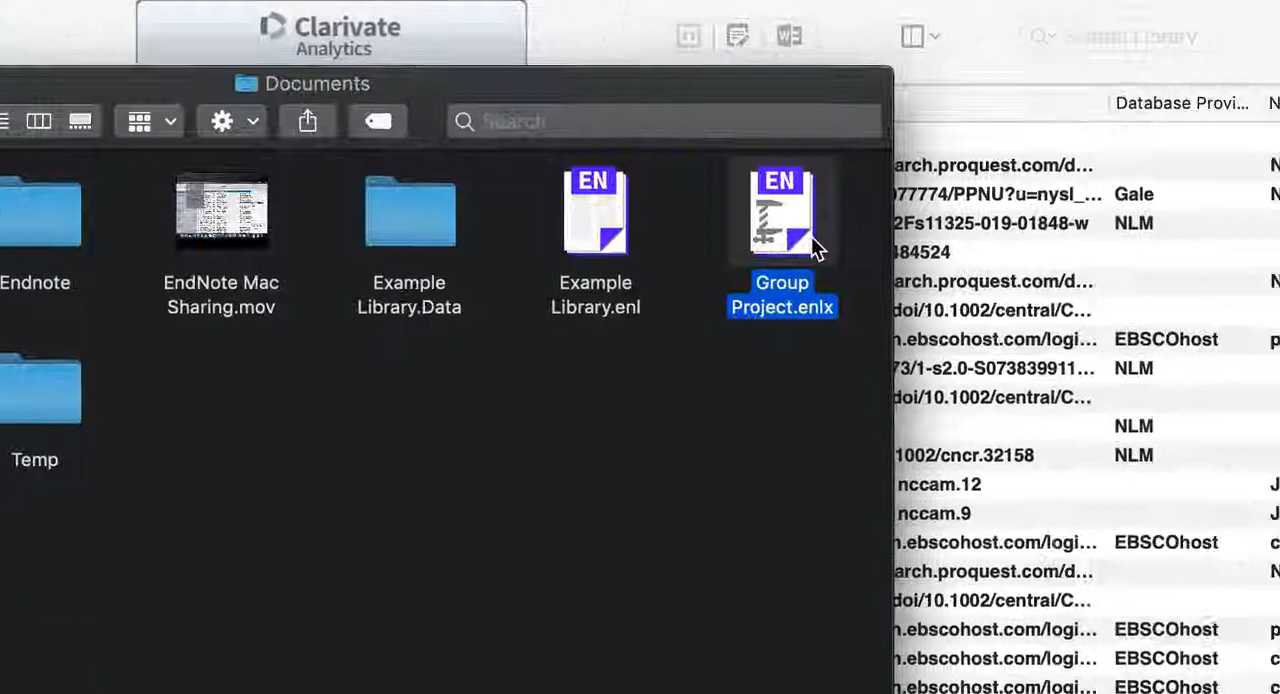 Clarivate
Analytics
Documents
Search
EN
EN
Endnote
EndNote Mac
Sharing.mov
Example
Library.Data
Example
Library.enl
Group
Project.enlx
Temp
Database Provi...
arch.proquest.com/d...
077774/PPNU?u=nysl_... Gale
2Fs11325-019-01848-w NLM
484524
arch.proquest.com/d...
doi/10.1002/central/C...
n.ebscohost.com/logi... EBSCOhost
73/1-s2.0-S073839911... NLM
doi/10.1002/central/C...
NLM
1002/cncr.32158 NLM
nccam.12
nccam.9
n.ebscohost.com/logi... EBSCOhost
arch.proquest.com/d...
doi/10.1002/central/C...
n.ebscohost.com/logi... EBSCOhost
n.ebscohost.com/logi... EBSCOhost
n.ebscohost.com/logi... EBSCOhost